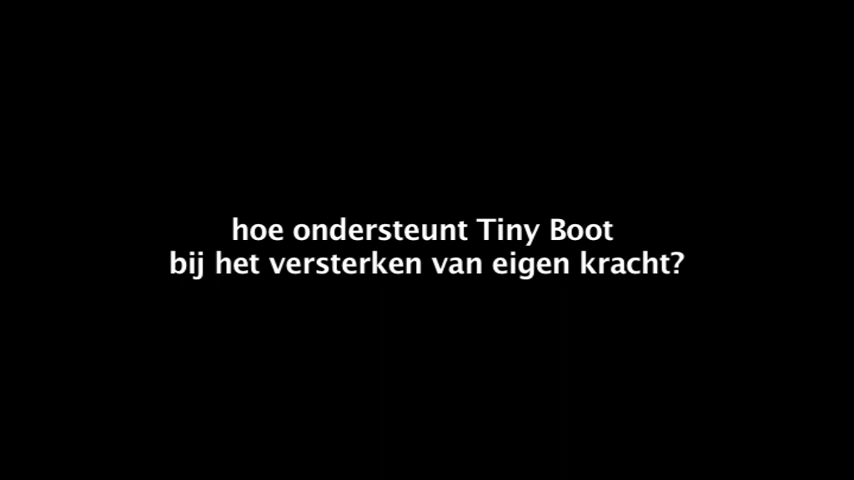 hoe ondersteunt Tiny Boot
bij het versterken van eigen kracht?